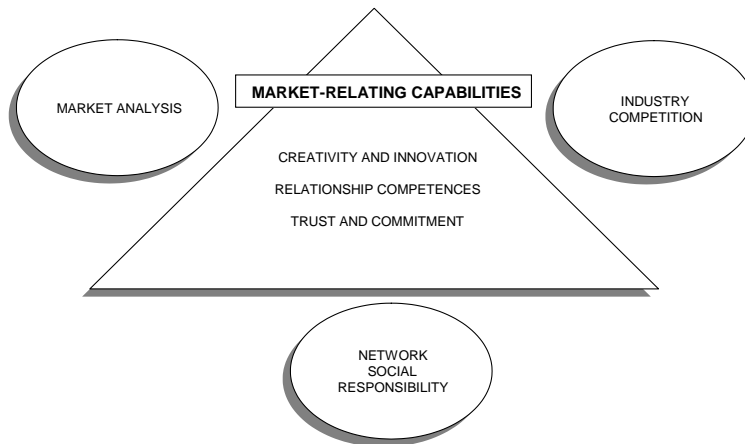 MARKET-RELATING CAPABILITIES
MARKET ANALYSIS
INDUSTRY
COMPETITION
CREATIVITY AND INNOVATION
RELATIONSHIP COMPETENCES
TRUST AND COMMITMENT
NETWORK
SOCIAL
RESPONSIBILITY